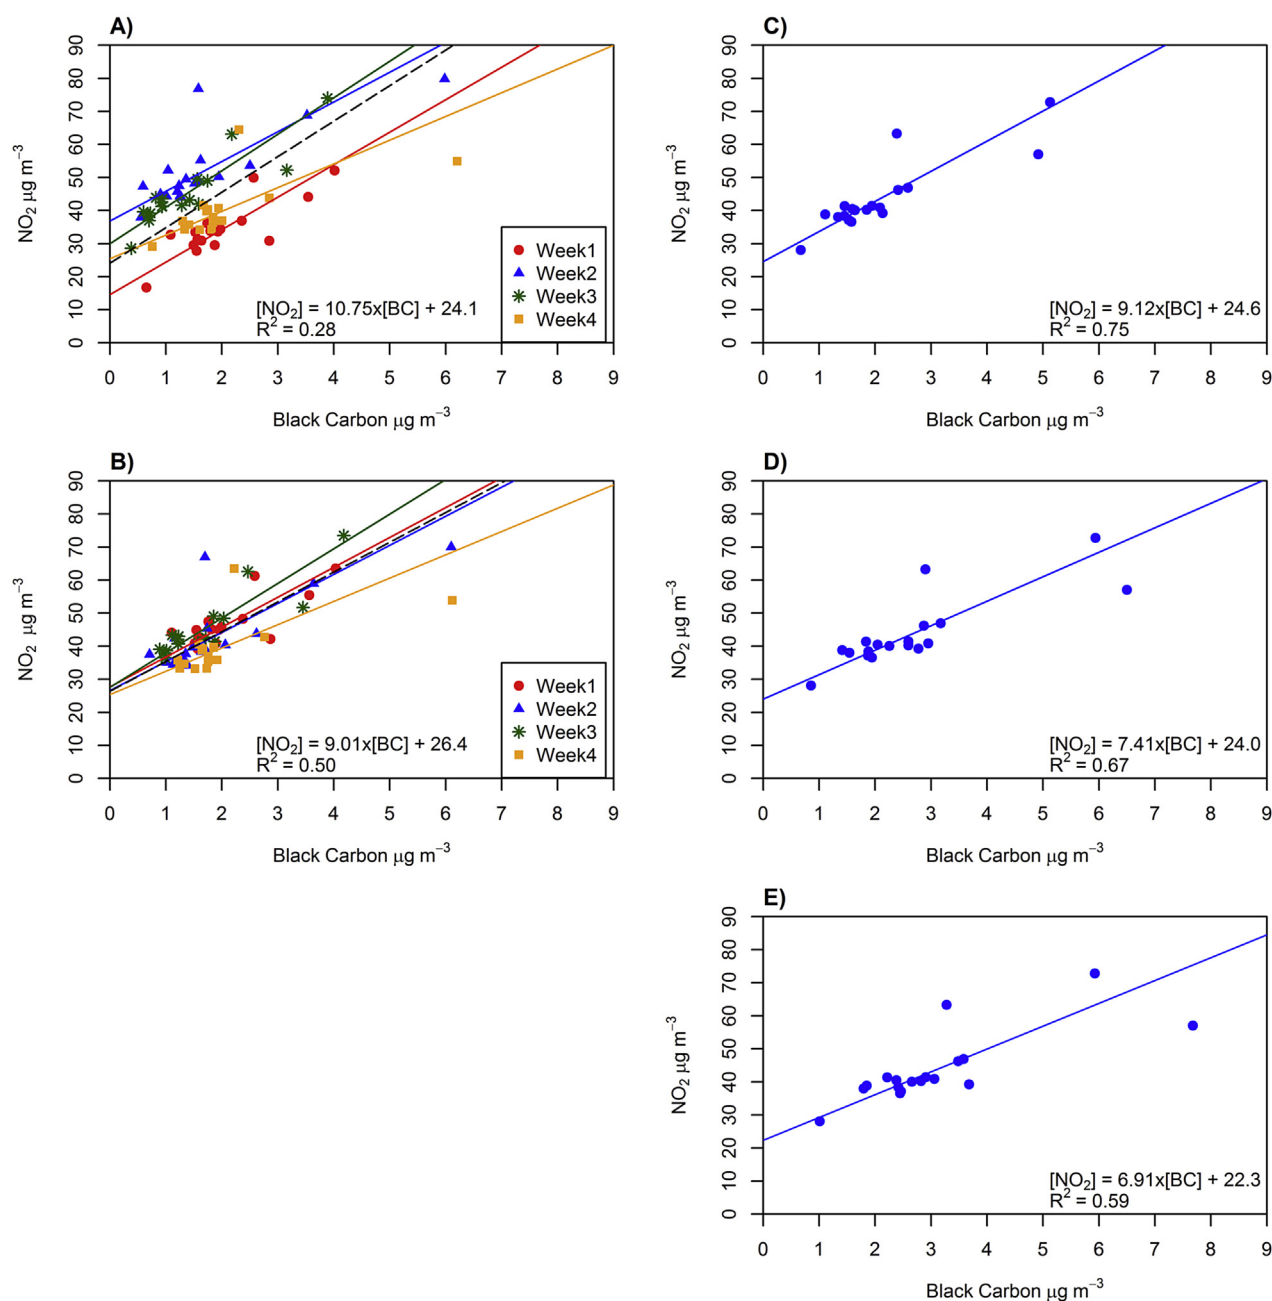 A)
90
80
70
60
50
40
30
20
10
0
NO2 μg m−3
Week1
Week2
Week3
Week4
[NO2] = 10.75x[BC] + 24.1
R2 = 0.28
0 1 2 3 4 5 6 7 8 9
Black Carbon μg m−3
C)
90
80
70
60
50
40
30
20
10
0
NO2 μg m−3
[NO2] = 9.12x[BC] + 24.6
R2 = 0.75
0 1 2 3 4 5 6 7 8 9
Black Carbon μg m−3
B)
90
80
70
60
50
40
30
20
10
0
NO2 μg m−3
Week1
Week2
Week3
Week4
[NO2] = 9.01x[BC] + 26.4
R2 = 0.50
0 1 2 3 4 5 6 7 8 9
Black Carbon μg m−3
D)
90
80
70
60
50
40
30
20
10
0
NO2 μg m−3
[NO2] = 7.41x[BC] + 24.0
R2 = 0.67
0 1 2 3 4 5 6 7 8 9
Black Carbon μg m−3
E)
90
80
70
60
50
40
30
20
10
0
NO2 μg m−3
[NO2] = 6.91x[BC] + 22.3
R2 = 0.59
0 1 2 3 4 5 6 7 8 9
Black Carbon μg m−3